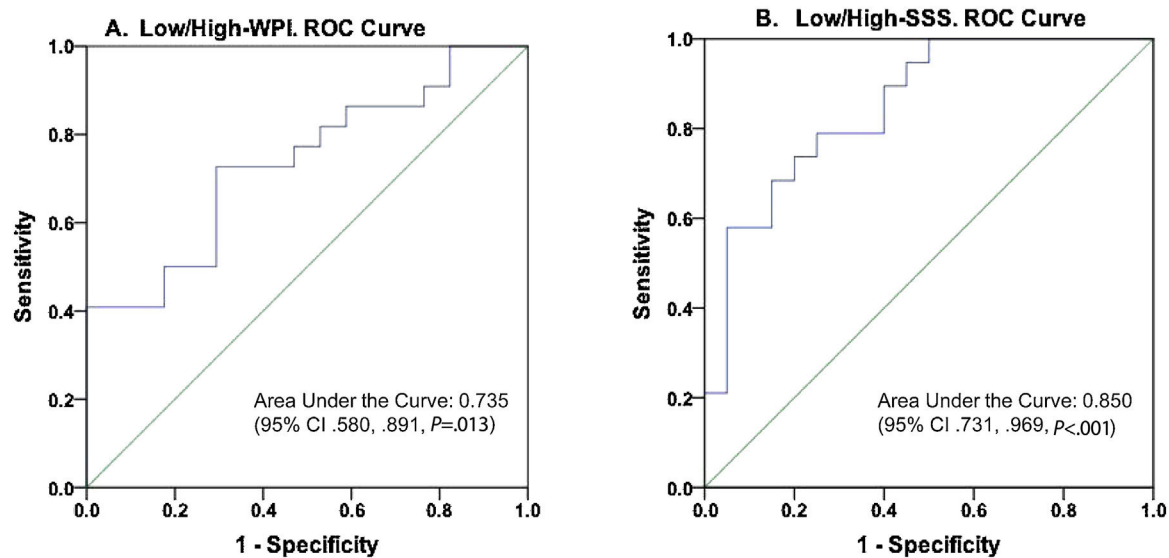 A. Low/High-WPI. ROC Curve
1.0
0.8
0.6
0.4
0.2
0.0
Sensitivity
Area Under the Curve: 0.735
(95% CI .580, .891, P=.013)
0.0 0.2 0.4 0.6 0.8 1.0
1 - Specificity
B. Low/High-SSS. ROC Curve
1.0
0.8
0.6
0.4
0.2
0.0
Sensitivity
Area Under the Curve: 0.850
(95% CI .731, .969, P<.001)
0.0 0.2 0.4 0.6 0.8 1.0
1 - Specificity